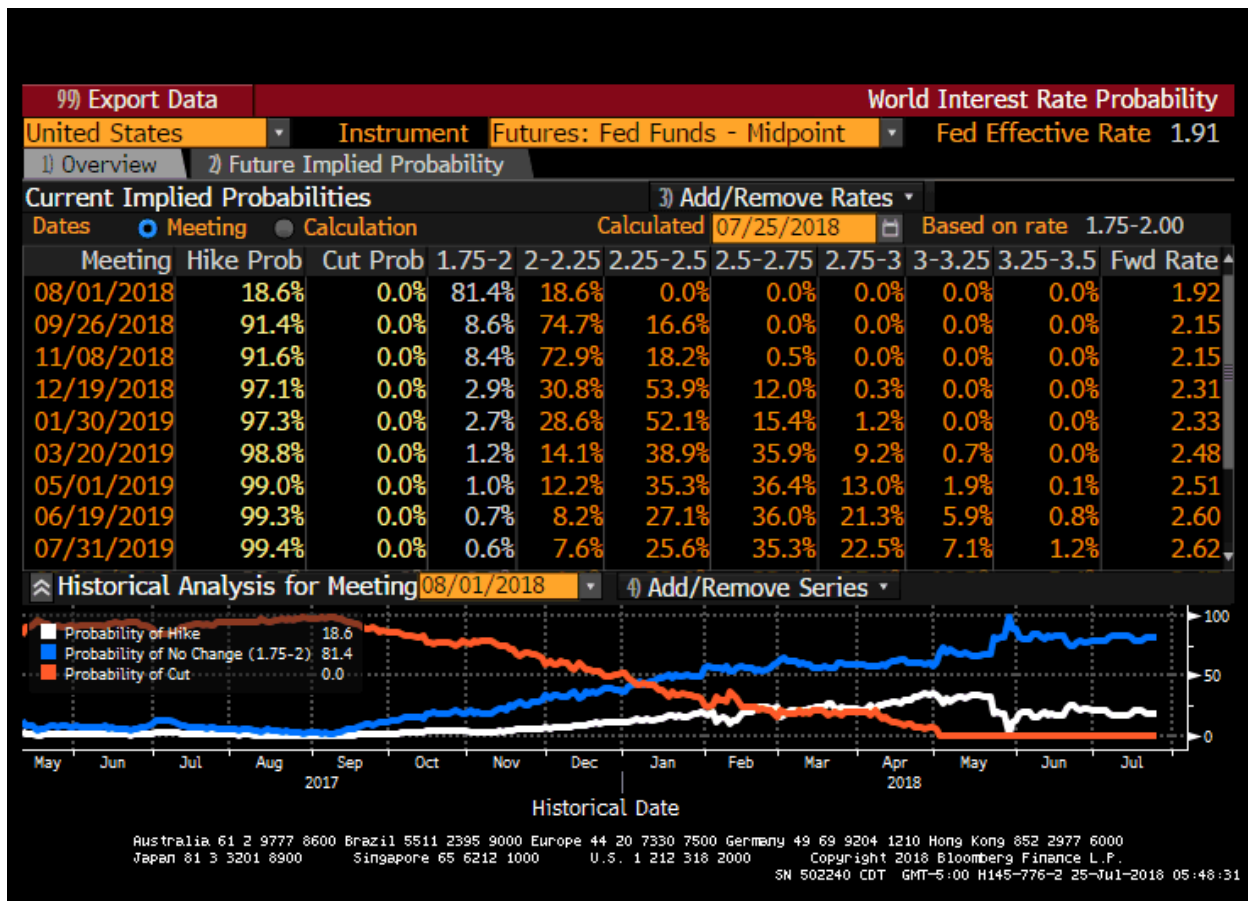 99) Export Data World Interest Rate Probability
United States Instrument Futures: Fed Funds - Midpoint Fed Effective Rate 1.91
1) Overview 2) Future Implied Probability
Current Implied Probabilities 3) Add/Remove Rates
Dates Meeting Calculation Calculated 07/25/2018 Based on rate 1.75-2.00
Meeting Hike Prob Cut Prob 1.75-2 2-2.25 2.25-2.5 2.5-2.75 2.75-3 3-3.25 3.25-3.5 Fwd Rate
08/01/2018 18.6% 0.0% 81.4% 18.6% 0.0% 0.0% 0.0% 0.0% 0.0% 1.92
09/26/2018 91.4% 0.0% 8.6% 74.7% 16.6% 0.0% 0.0% 0.0% 0.0% 2.15
11/08/2018 91.6% 0.0% 8.4% 72.9% 18.2% 0.5% 0.0% 0.0% 0.0% 2.15
12/19/2018 97.1% 0.0% 2.9% 30.8% 53.9% 12.0% 0.3% 0.0% 0.0% 2.31
01/30/2019 97.3% 0.0% 2.7% 28.6% 52.1% 15.4% 1.2% 0.0% 0.0% 2.33
03/20/2019 98.8% 0.0% 1.2% 14.1% 38.9% 35.9% 9.2% 0.7% 0.0% 2.48
05/01/2019 99.0% 0.0% 1.0% 12.2% 35.3% 36.4% 13.0% 1.9% 0.1% 2.51
06/19/2019 99.3% 0.0% 0.7% 8.2% 27.1% 36.0% 21.3% 5.9% 0.8% 2.60
07/31/2019 99.4% 0.0% 0.6% 7.6% 25.6% 35.3% 22.5% 7.1% 1.2% 2.62
Historical Analysis for Meeting 08/01/2018 4) Add/Remove Series
Probability of Hike 18.6
Probability of No Change (1.75-2) 81.4
Probability of Cut 0.0
100
50
0
May Jun Jul Aug Sep Oct Nov Dec Jan Feb Mar Apr May Jun Jul
2017 2018
Historical Date
Australia 61 2 9777 8600 Brazil 5511 2395 9000 Europe 44 20 7330 7500 Germany 49 69 9204 1210 Hong Kong 852 2977 6000
Japan 81 3 3201 8900 Singapore 65 6212 1000 U.S. 1 212 318 2000 Copyright 2018 Bloomberg Finance L.P.
SN 502240 CDT GMT-5:00 H145-776-2 25-Jul-2018 05:48:31